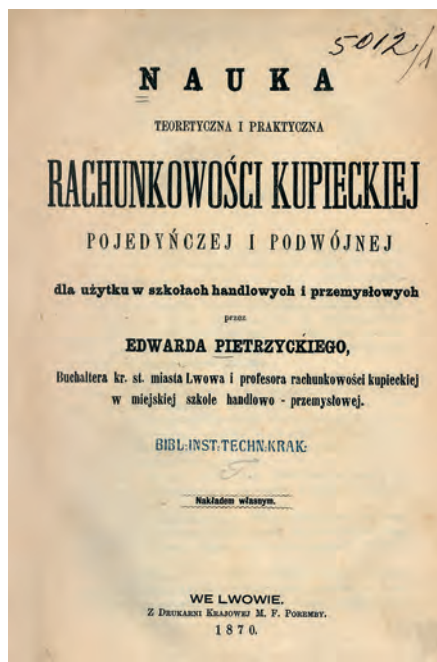 5012/1
NAUKA
TEORETYCZNA I PRAKTYCZNA
RACHUNKOWOŚCI KUPIECKIEJ
POJEDYŃCZEJ I PODWÓJNEJ
dla użytku w szkołach handlowych i przemysłowych
przez
EDWARDA PIETRZYCKIEGO,
Buchaltera kr. st. miasta Lwowa i profesora rachunkowości kupieckiej
w miejskiej szkole handlowo - przemysłowej.
BIBL:INST:TECHN:KRAK:
Nakładem własnym.
WE LWOWIE.
Z DRUKARNI KRAJOWEJ M. F. POREMBY.
1870.